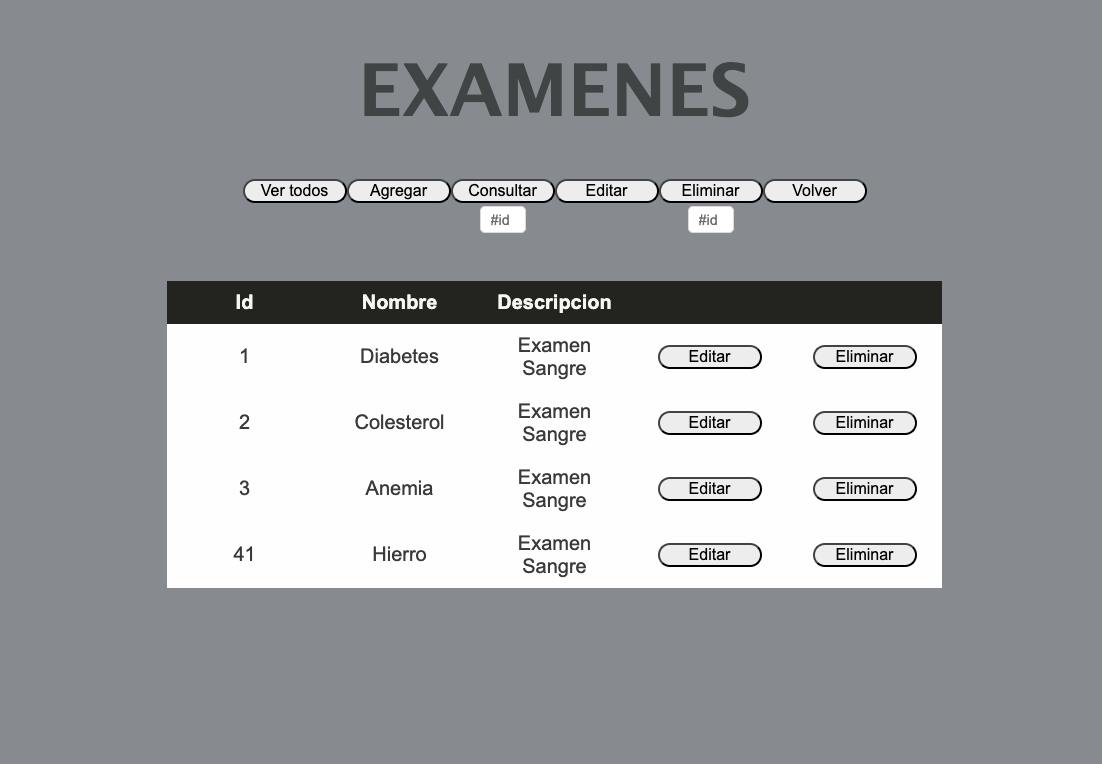 EXAMENES
Ver todos Agregar Consultar Editar Eliminar Volver
#id #id
Id Nombre Descripcion
1 Diabetes Examen Sangre Editar Eliminar
2 Colesterol Examen Sangre Editar Eliminar
3 Anemia Examen Sangre Editar Eliminar
41 Hierro Examen Sangre Editar Eliminar